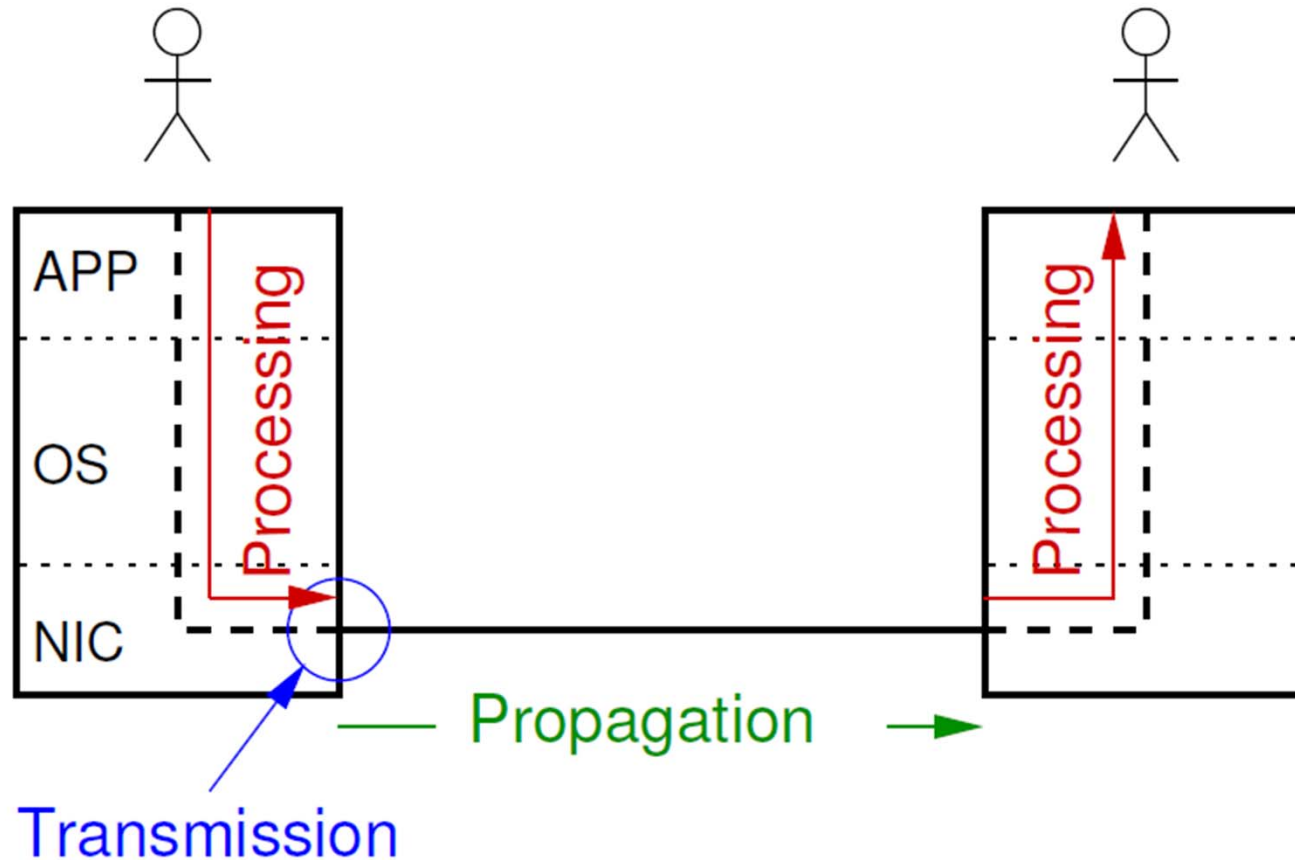 APP
Processing
Processing
OS
NIC
Propagation
Transmission